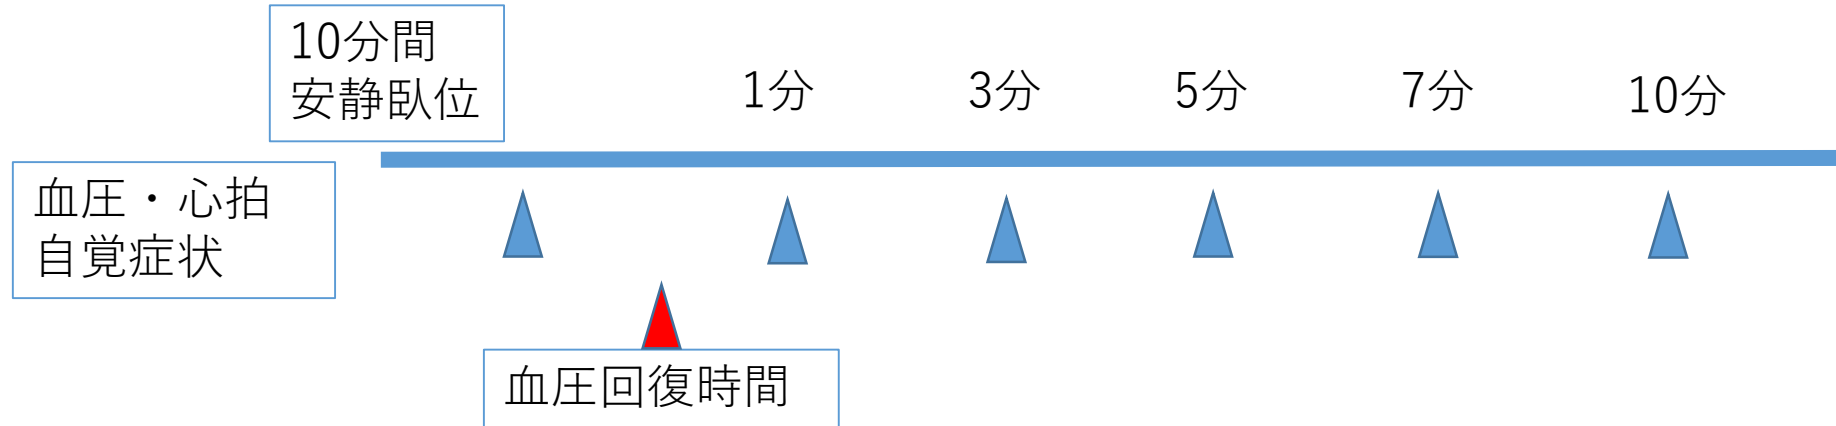 10分間
安静臥位
1分
3分
5分
7分
10分
血圧・心拍
自覚症状
血圧回復時間